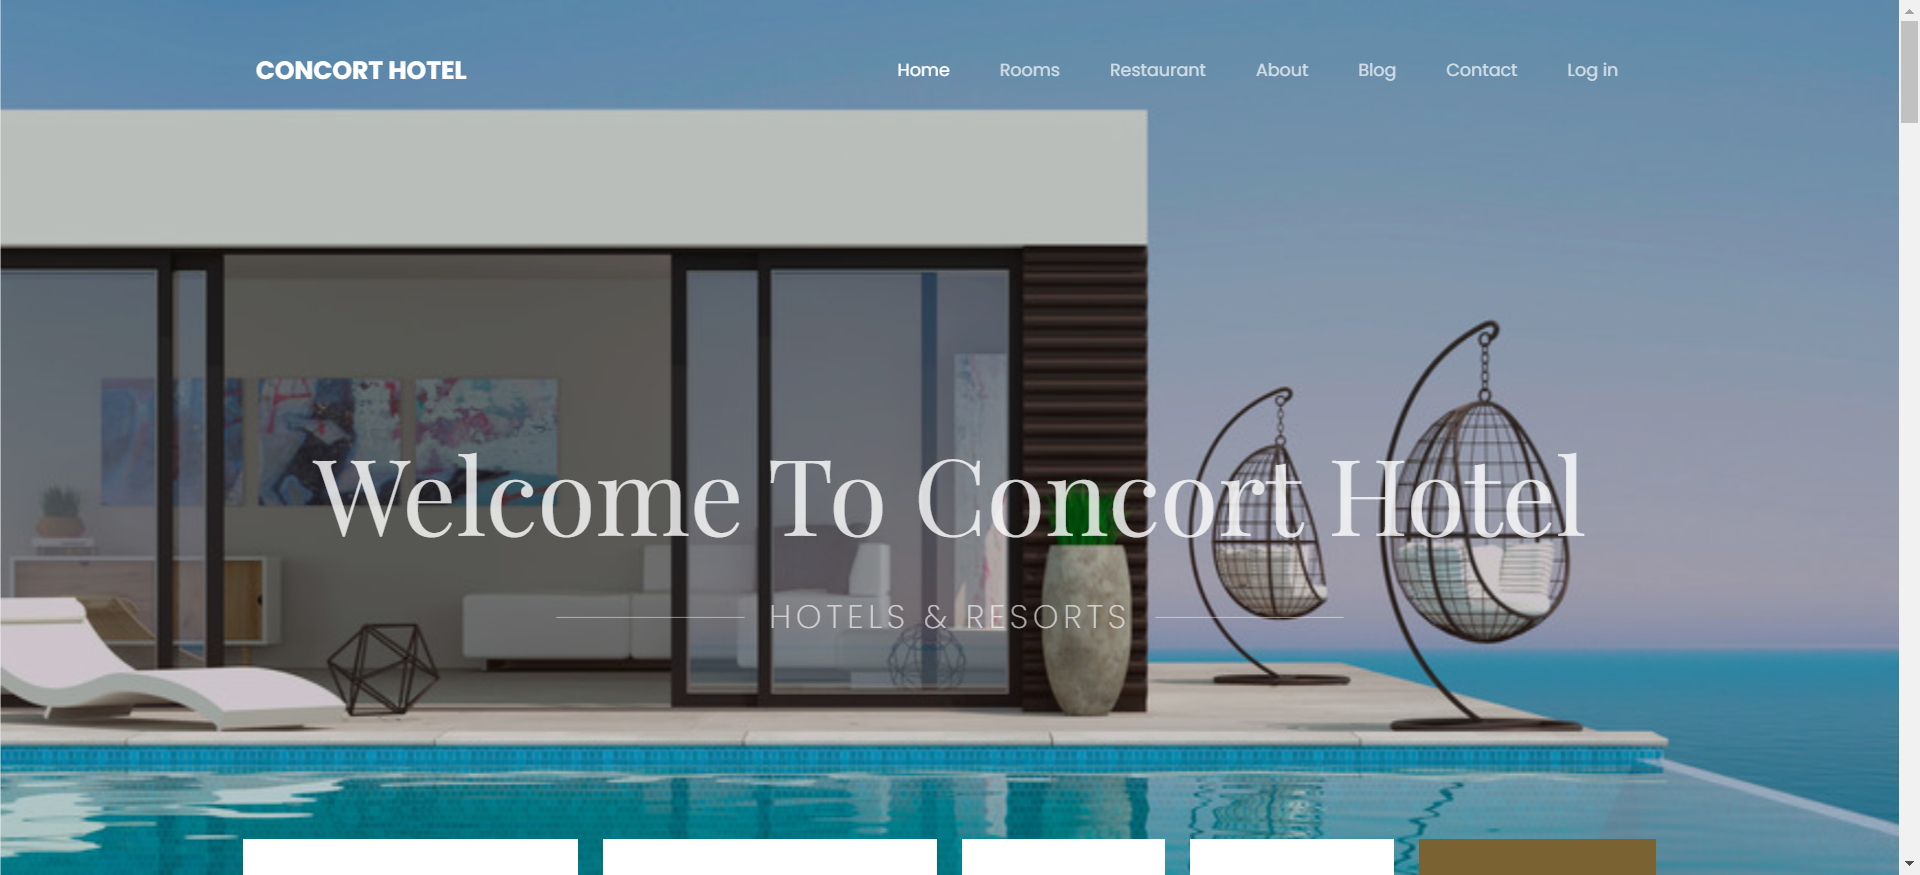 CONCORT HOTEL
Home Rooms Restaurant About Blog Contact Log in
Welcome To Concort Hotel
HOTELS & RESORTS